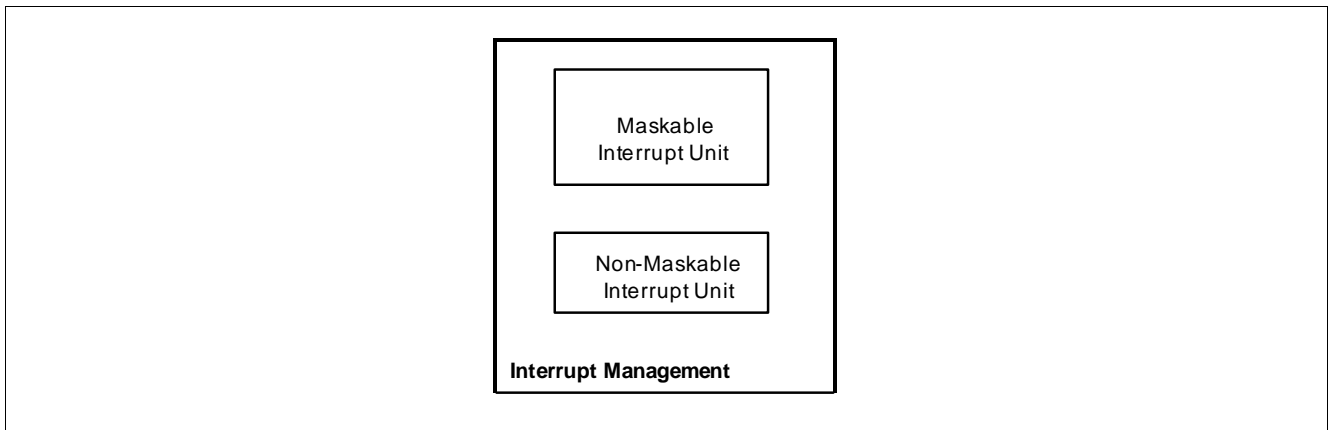 Maskable
Interrupt Unit
Non-Maskable
Interrupt Unit
Interrupt Management